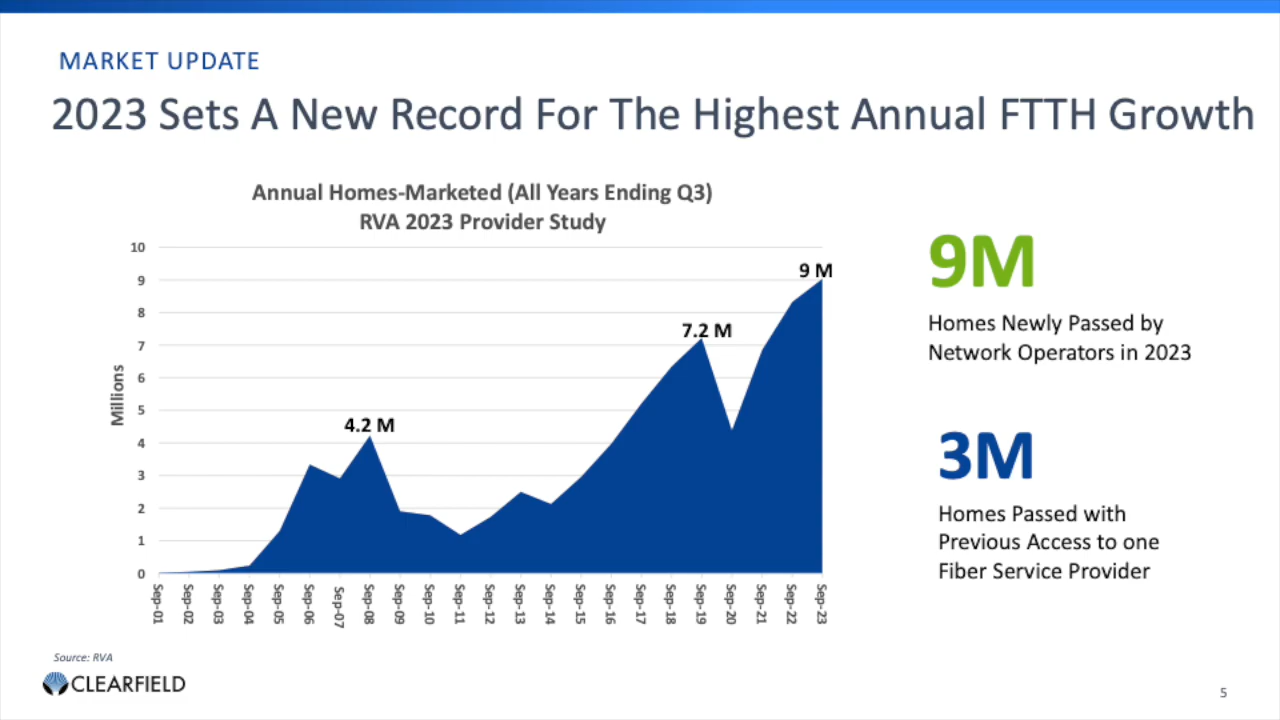 MARKET UPDATE
2023 Sets A New Record For The Highest Annual FTTH Growth
Annual Homes-Marketed (All Years Ending Q3)
RVA 2023 Provider Study
Millions
10
9
8
7
6
5
4
3
2
1
0
4.2 M
7.2 M
9 M
Sep-01
Sep-02
Sep-03
Sep-04
Sep-05
Sep-06
Sep-07
Sep-08
Sep-09
Sep-10
Sep-11
Sep-12
Sep-13
Sep-14
Sep-15
Sep-16
Sep-17
Sep-18
Sep-19
Sep-20
Sep-21
Sep-22
Sep-23
9M
Homes Newly Passed by
Network Operators in 2023
3M
Homes Passed with
Previous Access to one
Fiber Service Provider
Source: RVA
CLEARFIELD
5